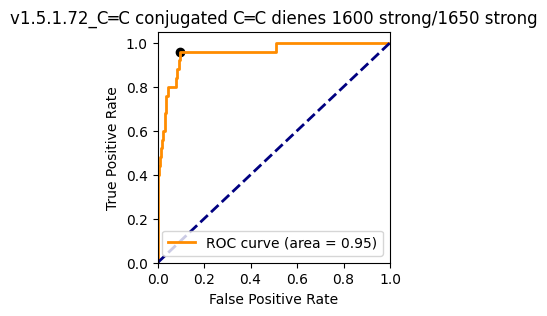 v1.5.1.72_C═C conjugated C═C dienes 1600 strong/1650 strong
1.0
0.8
0.6
0.4
0.2
0.0
True Positive Rate
ROC curve (area = 0.95)
0.0 0.2 0.4 0.6 0.8 1.0
False Positive Rate